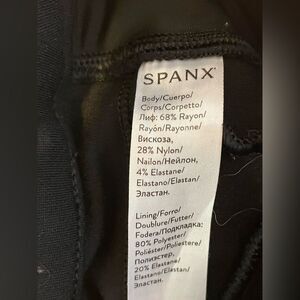 SPANX
Body/Cuerpo/
Corps/Corpetto/
Лиф: 68% Rayon/
Rayón/Rayonne/
Вискоза,
28% Nylon/
Nailon/Нейлон,
4% Elastane/
Elastano/Elastan/
Эластан.
Lining/Forro/
Doublure/Futter/
Fodera/Подкладка:
80% Polyester/
Poliéster/Poliestere/
Полиэстер,
20% Elastane/
Elastano/Elastan/
Эластан.